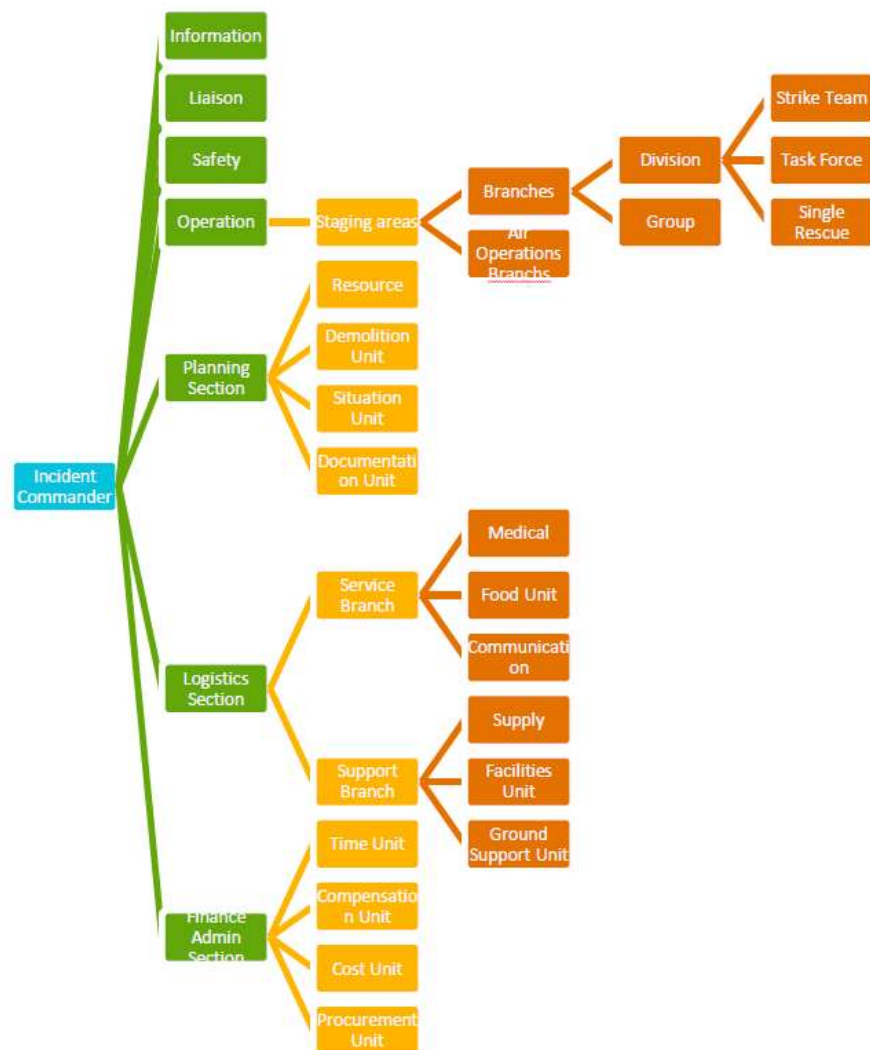 Information
Liaison
Safety
Operation
Staging areas
Branches
Air
Operations
Branchs
Division
Group
Strike Team
Task Force
Single
Rescue
Planning
Section
Resource
Demolition
Unit
Situation
Unit
Documentati
on Unit
Incident
Commander
Logistics
Section
Service
Branch
Medical
Food Unit
Communicati
on
Support
Branch
Supply
Facilities
Unit
Ground
Support Unit
Finance
Admin
Section
Time Unit
Compensatio
n Unit
Cost Unit
Procurement
Unit